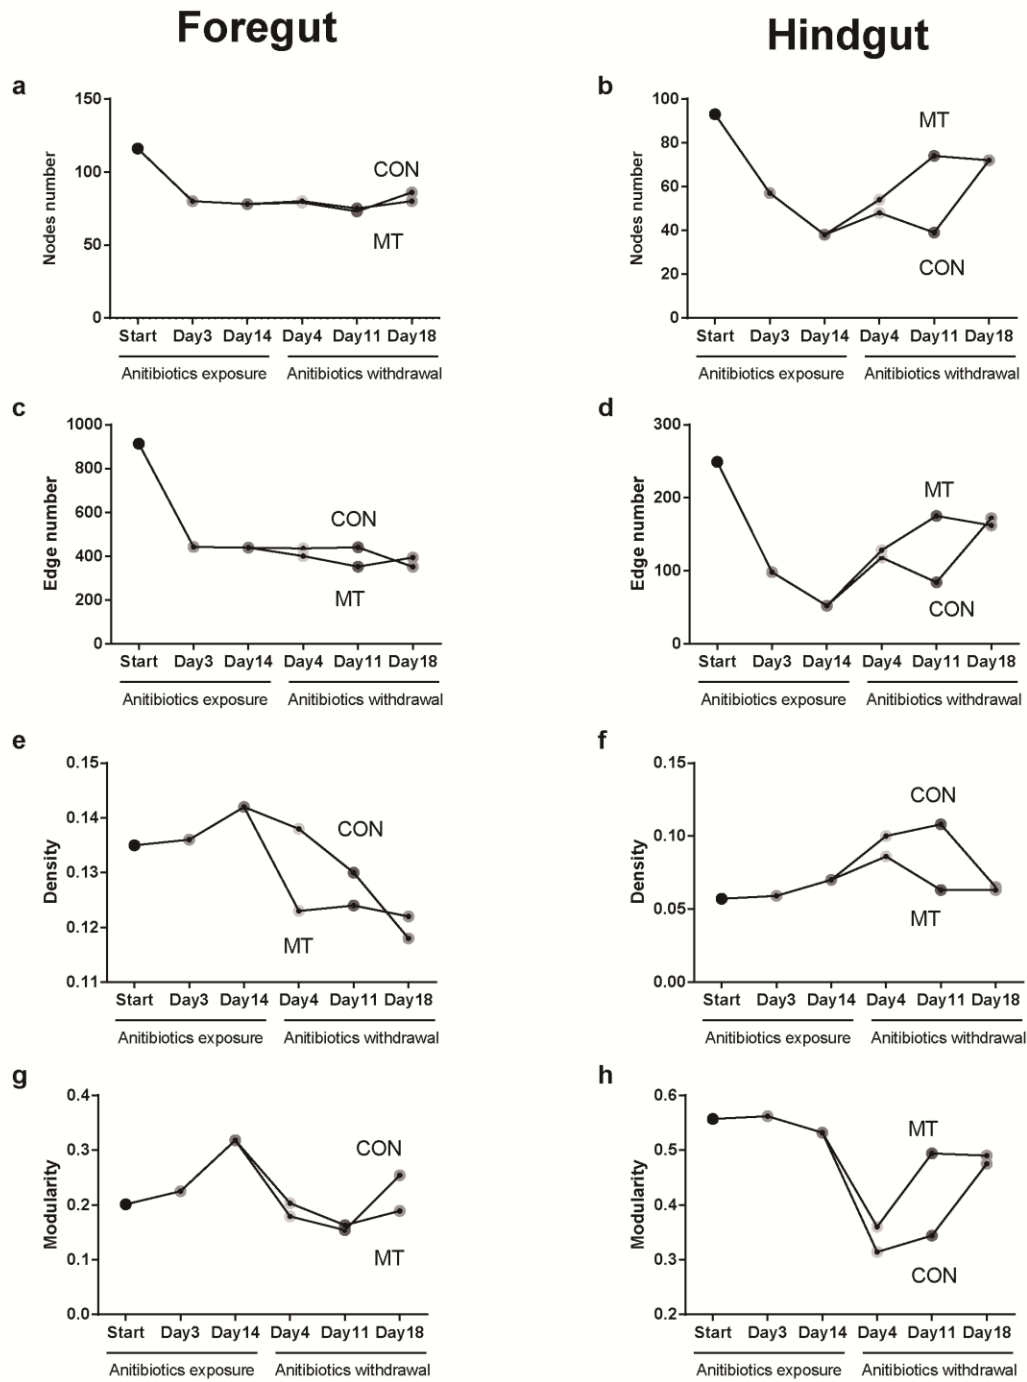 Foregut
Hindgut
a
150
100
50
0
Nodes number
CON
MT
Start Day3 Day14 Day4 Day11 Day18
Anitibiotics exposure Anitibiotics withdrawal
b
100
80
60
40
20
0
Nodes number
MT
CON
Start Day3 Day14 Day4 Day11 Day18
Anitibiotics exposure Anitibiotics withdrawal
c
1000
800
600
400
200
0
Edge number
CON
MT
Start Day3 Day14 Day4 Day11 Day18
Anitibiotics exposure Anitibiotics withdrawal
d
300
200
100
0
Edge number
MT
CON
Start Day3 Day14 Day4 Day11 Day18
Anitibiotics exposure Anitibiotics withdrawal
e
0.15
0.14
0.13
0.12
0.11
Density
CON
MT
Start Day3 Day14 Day4 Day11 Day18
Anitibiotics exposure Anitibiotics withdrawal
f
0.15
0.10
0.05
0.00
Density
CON
MT
Start Day3 Day14 Day4 Day11 Day18
Anitibiotics exposure Anitibiotics withdrawal
g
0.4
0.3
0.2
0.1
0.0
Modularity
CON
MT
Start Day3 Day14 Day4 Day11 Day18
Anitibiotics exposure Anitibiotics withdrawal
h
0.6
0.5
0.4
0.3
0.2
Modularity
MT
CON
Start Day3 Day14 Day4 Day11 Day18
Anitibiotics exposure Anitibiotics withdrawal